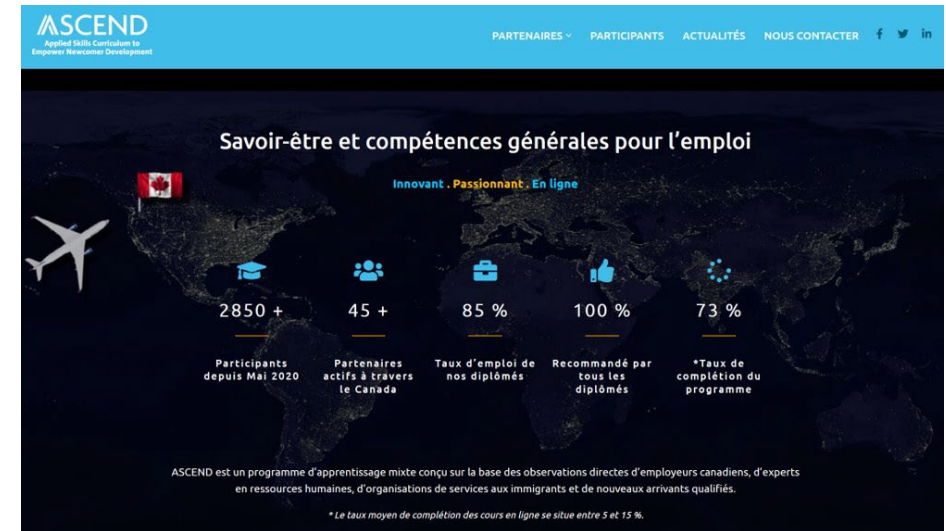 ASCEND
Applied Skills Curriculum to
Empower Newcomer Development
PARTENAIRES
PARTICIPANTS
ACTUALITÉS
NOUS CONTACTER
Savoir-être et compétences générales pour l'emploi
Innovant . Passionnant . En ligne
2850 +
Participants
depuis Mai 2020
45 +
Partenaires
actifs à travers
le Canada
85 %
Taux d'emploi de
nos diplômés
100 %
Recommandé par
tous les
diplômés
73 %
*Taux de
complétion du
programme
ASCEND est un programme d'apprentissage mixte conçu sur la base des observations directes d'employeurs canadiens, d'experts
en ressources humaines, d'organisations de services aux immigrants et de nouveaux arrivants qualifiés.
* Le taux moyen de complétion des cours en ligne se situe entre 5 et 15 %.